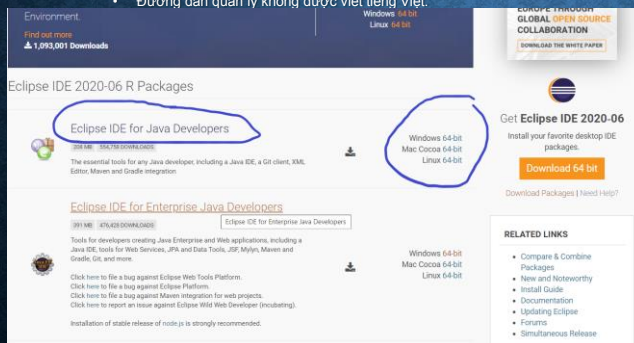 • Đường dẫn quản lý không được viết tiếng Việt.
Environment.
Find out more
1,093,001 Downloads
Windows 64 bit
Linux 64 bit
EUROPE THROUGH
GLOBAL OPEN SOURCE
COLLABORATION
DOWNLOAD THE WHITE PAPER
Eclipse IDE 2020-06 R Packages
Eclipse IDE for Java Developers
208 MB 554,758 DOWNLOADS
The essential tools for any Java developer, including a Java IDE, a Git client, XML
Editor, Maven and Gradle integration
Windows 64-bit
Mac Cocoa 64-bit
Linux 64-bit
Eclipse IDE for Enterprise Java Developers
391 MB 476,420 DOWNLOADS
Eclipse IDE for Enterprise Java Developers
Tools for developers creating Java Enterprise and Web applications, including a
Java IDE, tools for Web Services, JPA and Data Tools, JSF, Mylyn, Maven and
Gradle, Git, and more.
Click here to file a bug against Eclipse Web Tools Platform.
Click here to file a bug against Eclipse Platform.
Click here to file a bug against Maven integration for web projects.
Click here to report an issue against Eclipse Wild Web Developer (incubating).
Installation of stable release of node.js is strongly recommended.
Windows 64-bit
Mac Cocoa 64-bit
Linux 64-bit
Get Eclipse IDE 2020-06
Install your favorite desktop IDE
packages.
Download 64 bit
Download Packages | Need Help?
RELATED LINKS
• Compare & Combine
Packages
• New and Noteworthy
• Install Guide
• Documentation
• Updating Eclipse
• Forums
• Simultaneous Release